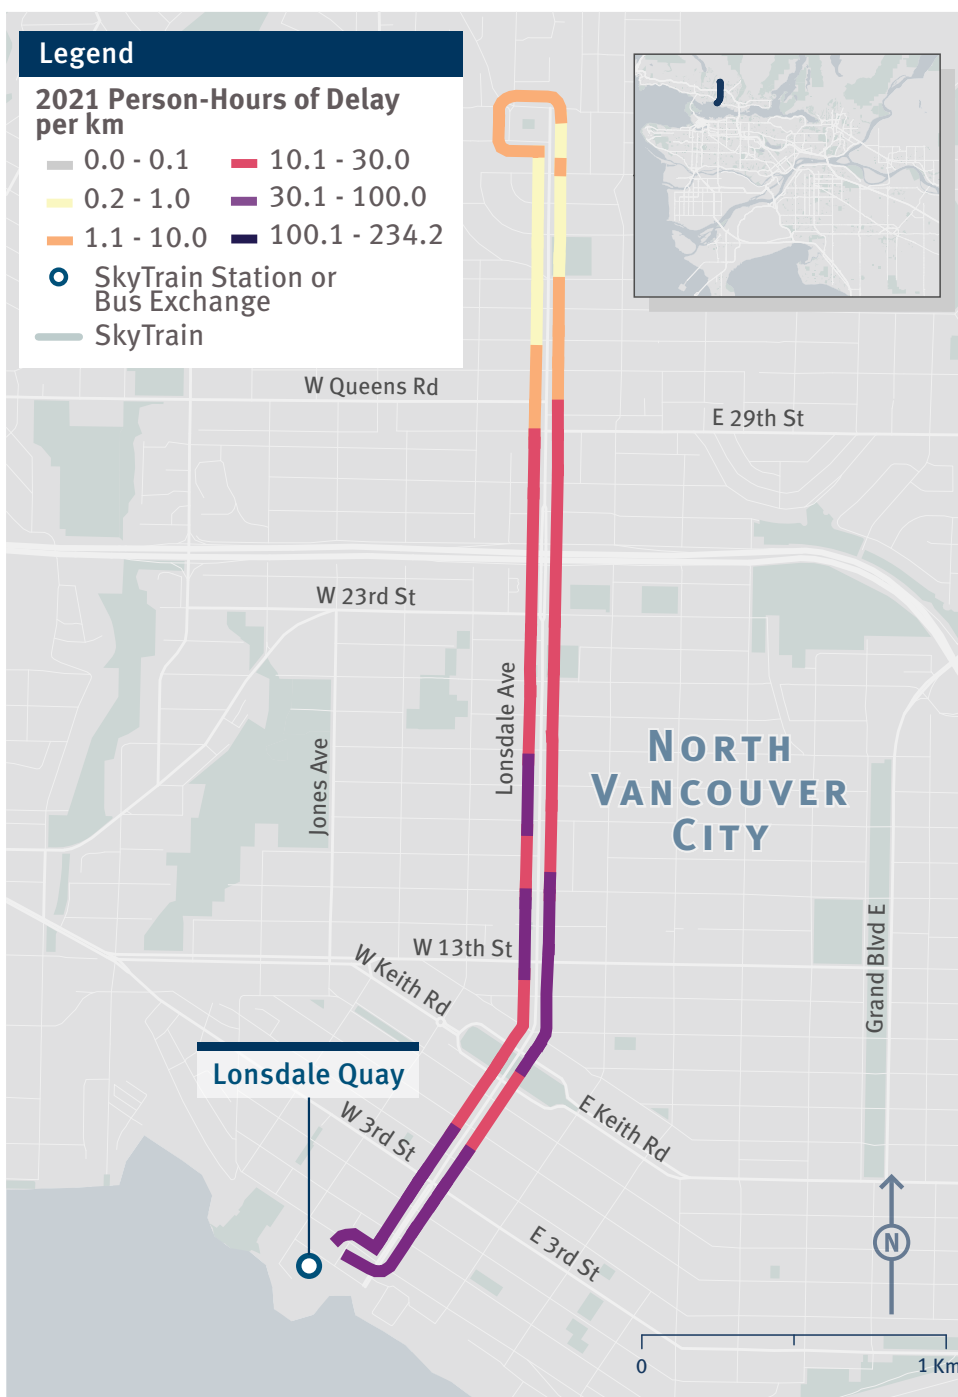 Legend
2021 Person-Hours of Delay
per km
0.0 - 0.1
10.1 - 30.0
0.2 - 1.0
30.1 - 100.0
1.1 - 10.0
100.1 - 234.2
SkyTrain Station or
Bus Exchange
SkyTrain
W Queens Rd
E 29th St
W 23rd St
Lonsdale Ave
Jones Ave
NORTH
VANCOUVER
CITY
Grand Blvd E
W 13th St
W Keith Rd
Lonsdale Quay
W 3rd St
E Keith Rd
E 3rd St
N
0
1 Km